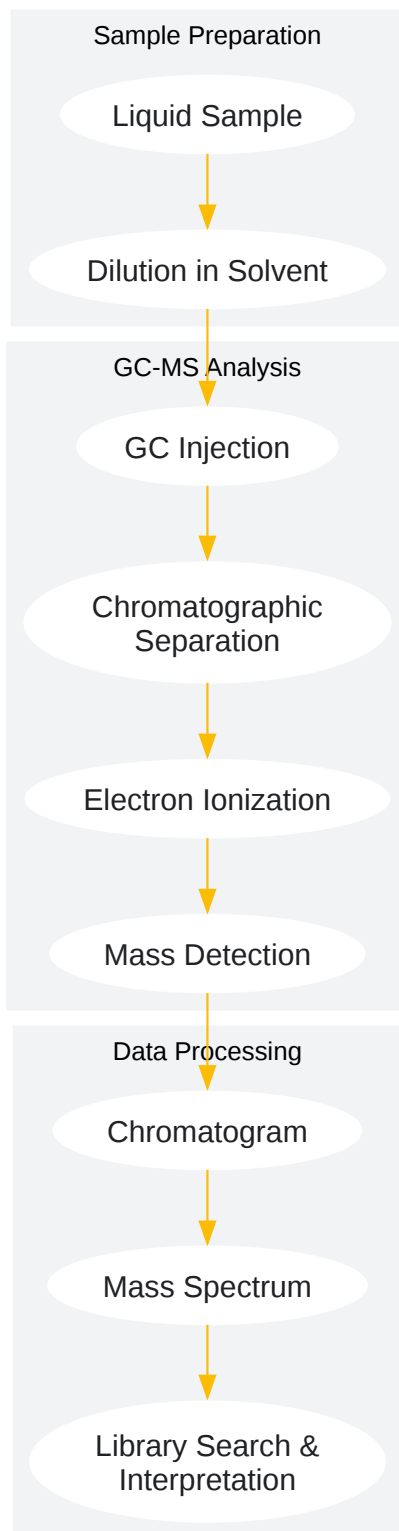 Sample Preparation
Liquid Sample
Dilution in Solvent
GC-MS Analysis
GC Injection
Chromatographic
Separation
Electron Ionization
Mass Detection
Data Processing
Chromatogram
Mass Spectrum
Library Search &
Interpretation